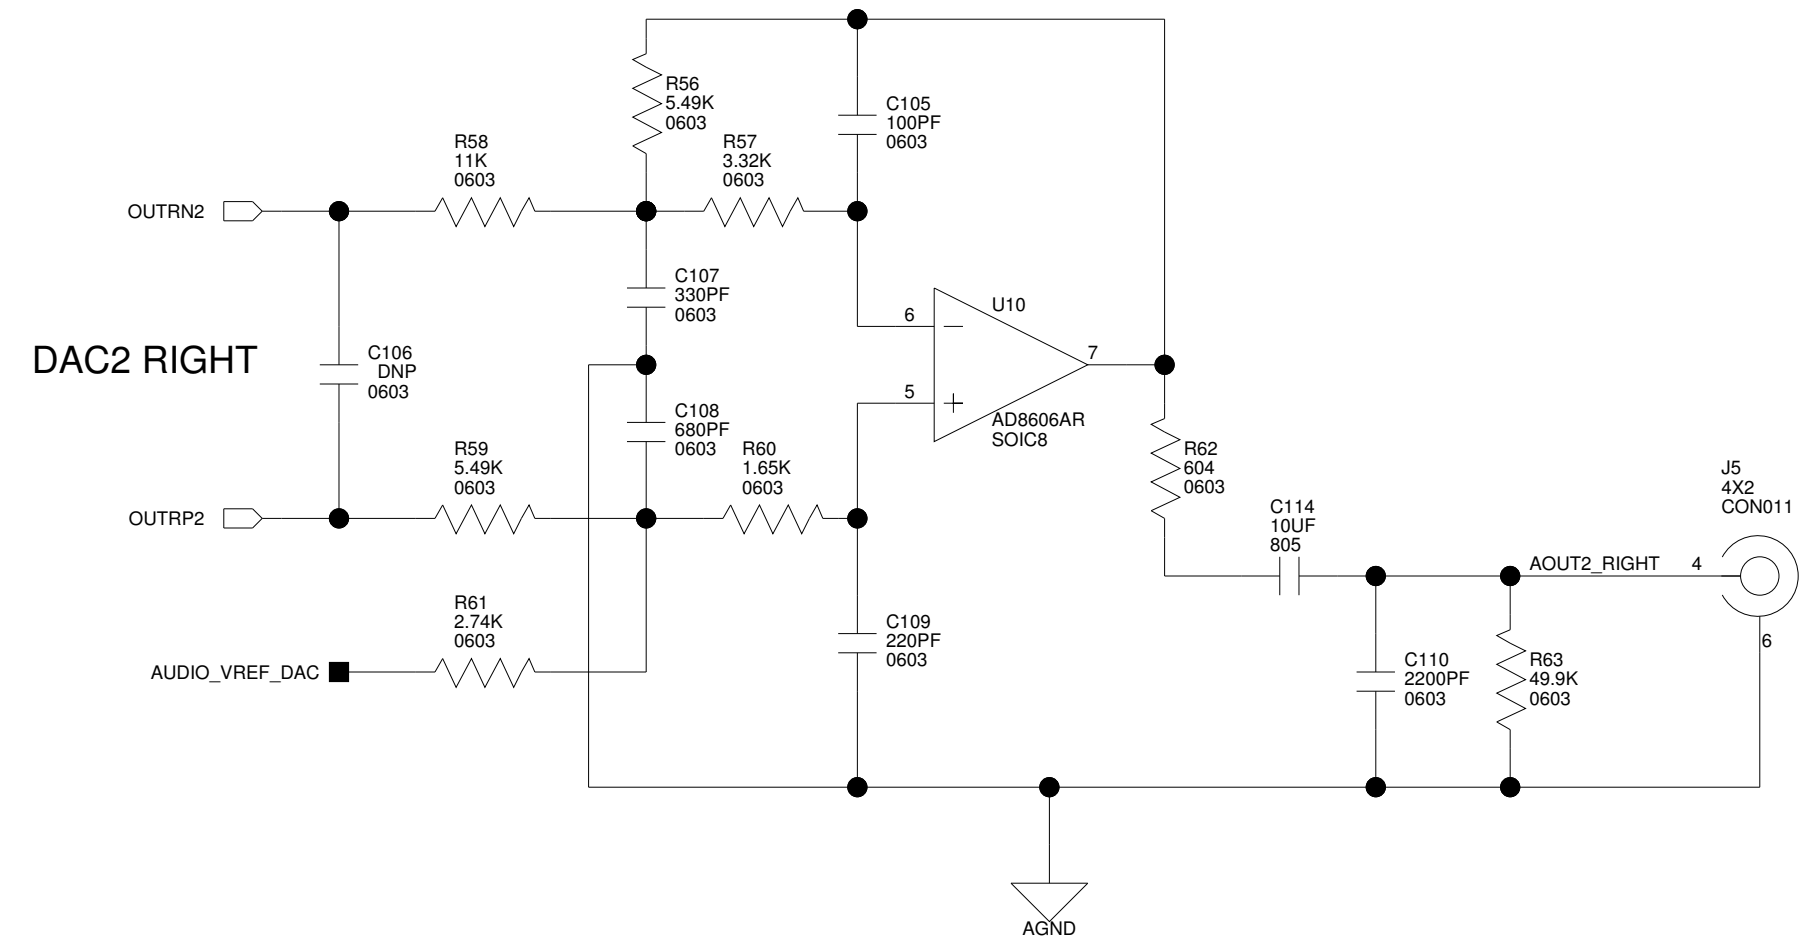 R56
5.49K
0603
C105
100PF
0603
R58
11K
0603
R57
3.32K
0603
OUTRN2
C107
330PF
0603
U10
6
7
5
AD8606AR
SOIC8
DAC2 RIGHT
C106
DNP
0603
C108
680PF
0603
R59
5.49K
0603
R60
1.65K
0603
OUTRP2
R62
604
0603
C114
10UF
805
J5
4X2
CON011
AOUT2_RIGHT
4
6
R61
2.74K
0603
AUDIO_VREF_DAC
C109
220PF
0603
C110
2200PF
0603
R63
49.9K
0603
AGND